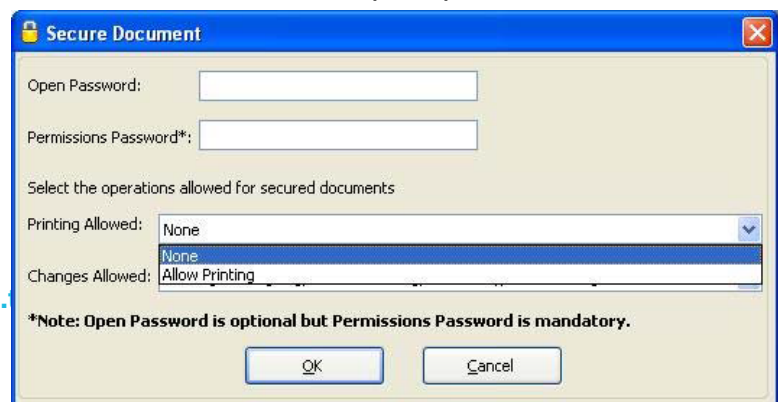 Secure Document
Open Password:
Permissions Password*:
Select the operations allowed for secured documents
Printing Allowed: None
None
Changes Allowed: Allow Printing
*Note: Open Password is optional but Permissions Password is mandatory.
OK Cancel